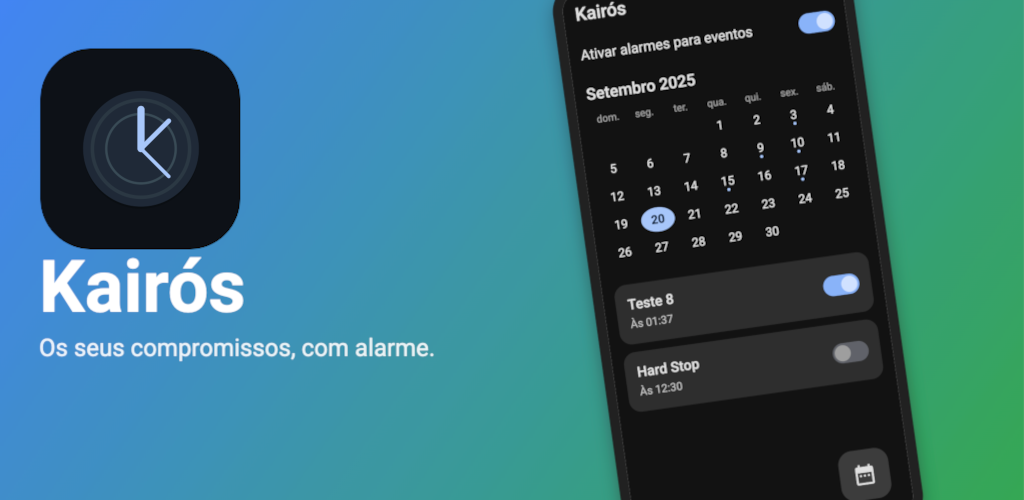 Kairós
Os seus compromissos, com alarme.
Kairós
Ativar alarmes para eventos
Setembro 2025
dom. seg. ter. qua. qui. sex. sáb.
1 2 3 4
5 6 7 8 9 10 11
12 13 14 15 16 17 18
19 20 21 22 23 24 25
26 27 28 29 30
Teste 8
Às 01:37
Hard Stop
Às 12:30